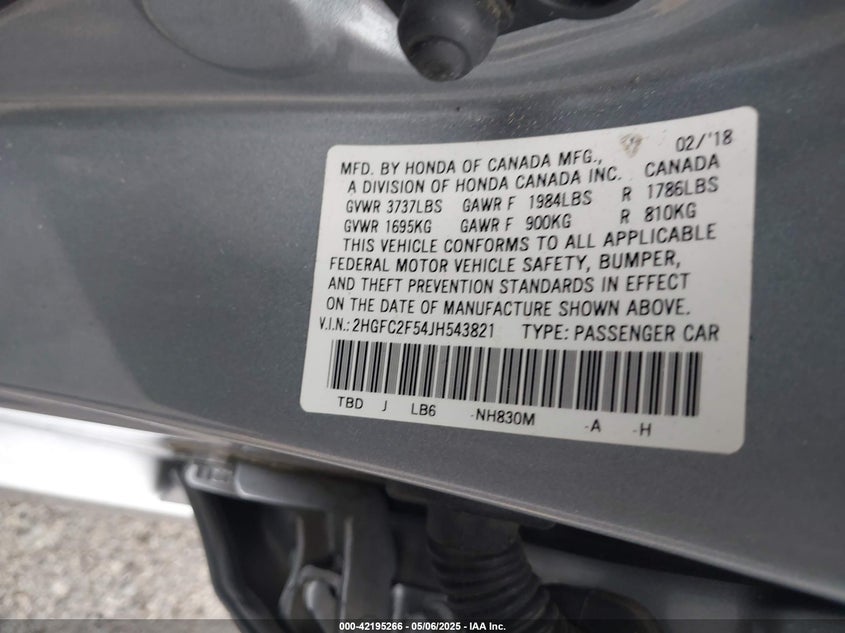 02/'18
MFD. BY HONDA OF CANADA MFG.,
A DIVISION OF HONDA CANADA INC. CANADA
GVWR 3737LBS GAWR F 1984LBS R 1786LBS
GVWR 1695KG GAWR F 900KG R 810KG
THIS VEHICLE CONFORMS TO ALL APPLICABLE
FEDERAL MOTOR VEHICLE SAFETY, BUMPER,
AND THEFT PREVENTION STANDARDS IN EFFECT
ON THE DATE OF MANUFACTURE SHOWN ABOVE.
V.I.N.: 2HGFC2F54JH543821 TYPE: PASSENGER CAR
TBD J LB6 -NH830M -A -H
000-42195266 - 05/06/2025 - IAA Inc.